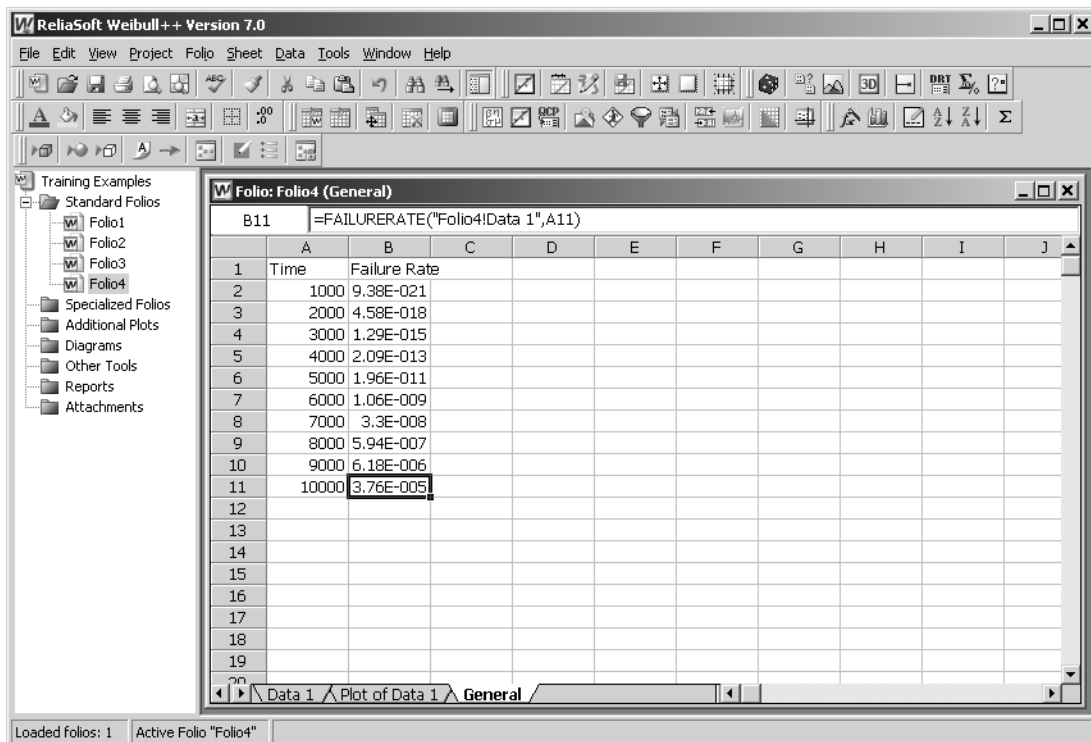 ReliaSoft Weibull++ Version 7.0
File Edit View Project Folio Sheet Data Tools Window Help
Training Examples
Standard Folios
Folio1
Folio2
Folio3
Folio4
Specialized Folios
Additional Plots
Diagrams
Other Tools
Reports
Attachments
Folio: Folio4 (General)
B11 =FAILURERATE("Folio4!Data 1",A11)
A B C D E F G H I J
1 Time Failure Rate
2 1000 9.38E-021
3 2000 4.58E-018
4 3000 1.29E-015
5 4000 2.09E-013
6 5000 1.96E-011
7 6000 1.06E-009
8 7000 3.3E-008
9 8000 5.94E-007
10 9000 6.18E-006
11 10000 3.76E-005
12
13
14
15
16
17
18
19
20
Data 1 Plot of Data 1 General
Loaded folios: 1 Active Folio "Folio4"